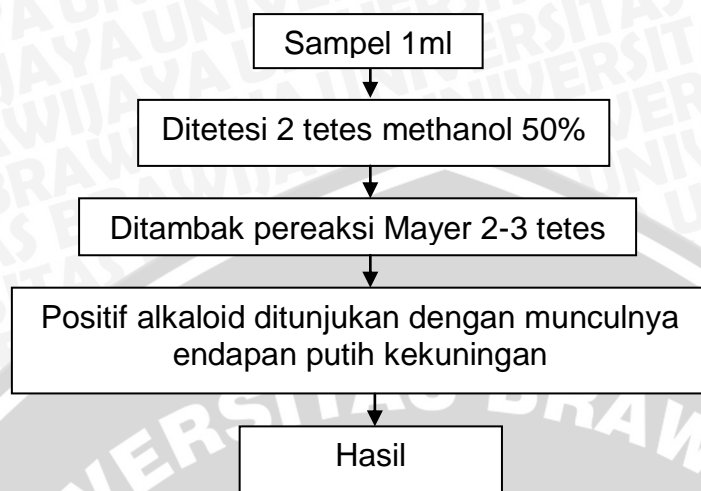 Sampel 1ml
Ditetesi 2 tetes methanol 50%
Ditambak pereaksi Mayer 2-3 tetes
Positif alkaloid ditunjukan dengan munculnya
endapan putih kekuningan
Hasil